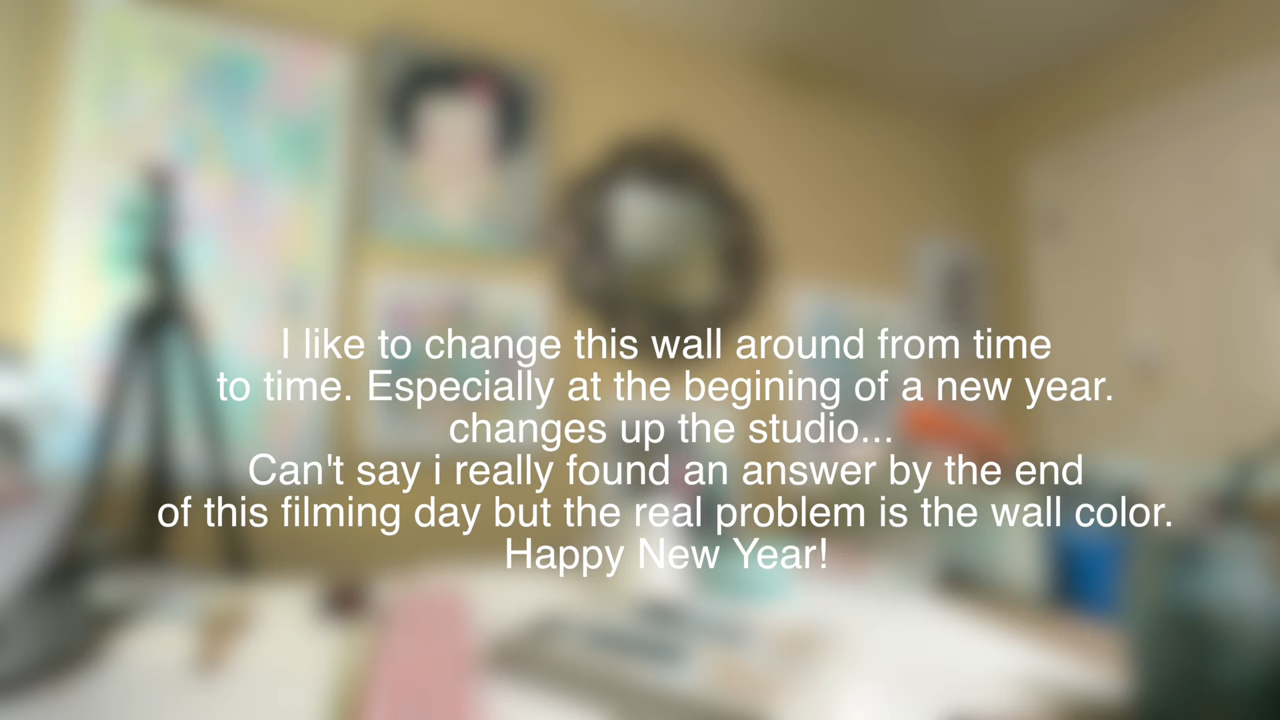 I like to change this wall around from time
to time. Especially at the begining of a new year.
changes up the studio...
Can't say i really found an answer by the end
of this filming day but the real problem is the wall color.
Happy New Year!